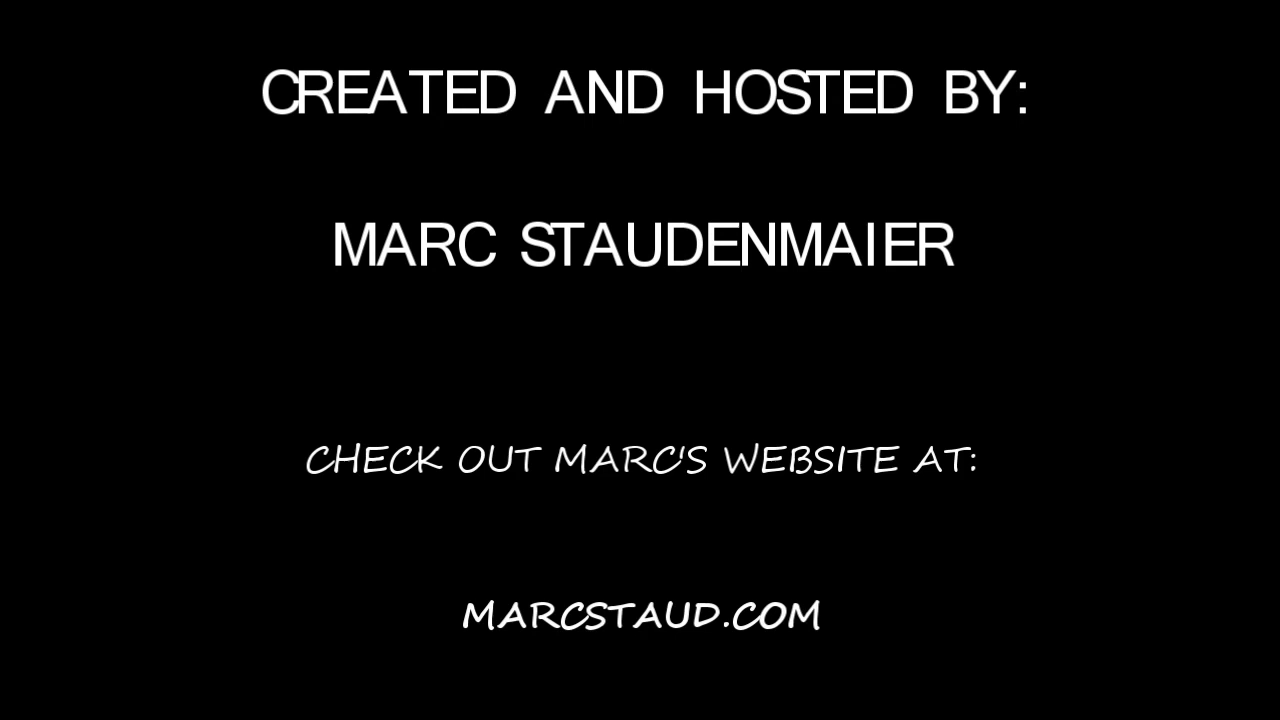 CREATED AND HOSTED BY:
MARC STAUDENMAIER
CHECK OUT MARC'S WEBSITE AT:
MARCSTAUD.COM